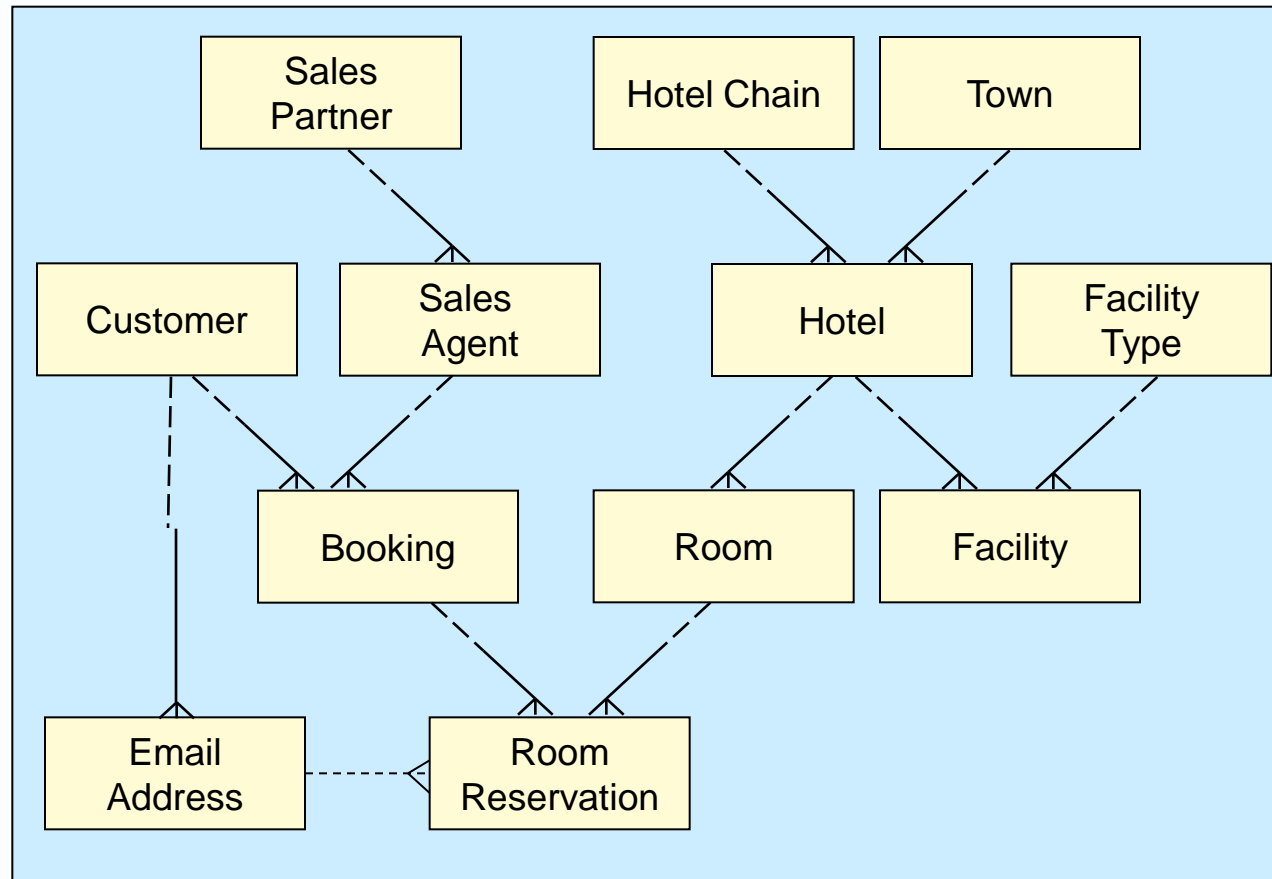 Sales
Partner
Hotel Chain
Town
Customer
Sales
Agent
Hotel
Facility
Type
Booking
Room
Facility
Email
Address
Room
Reservation